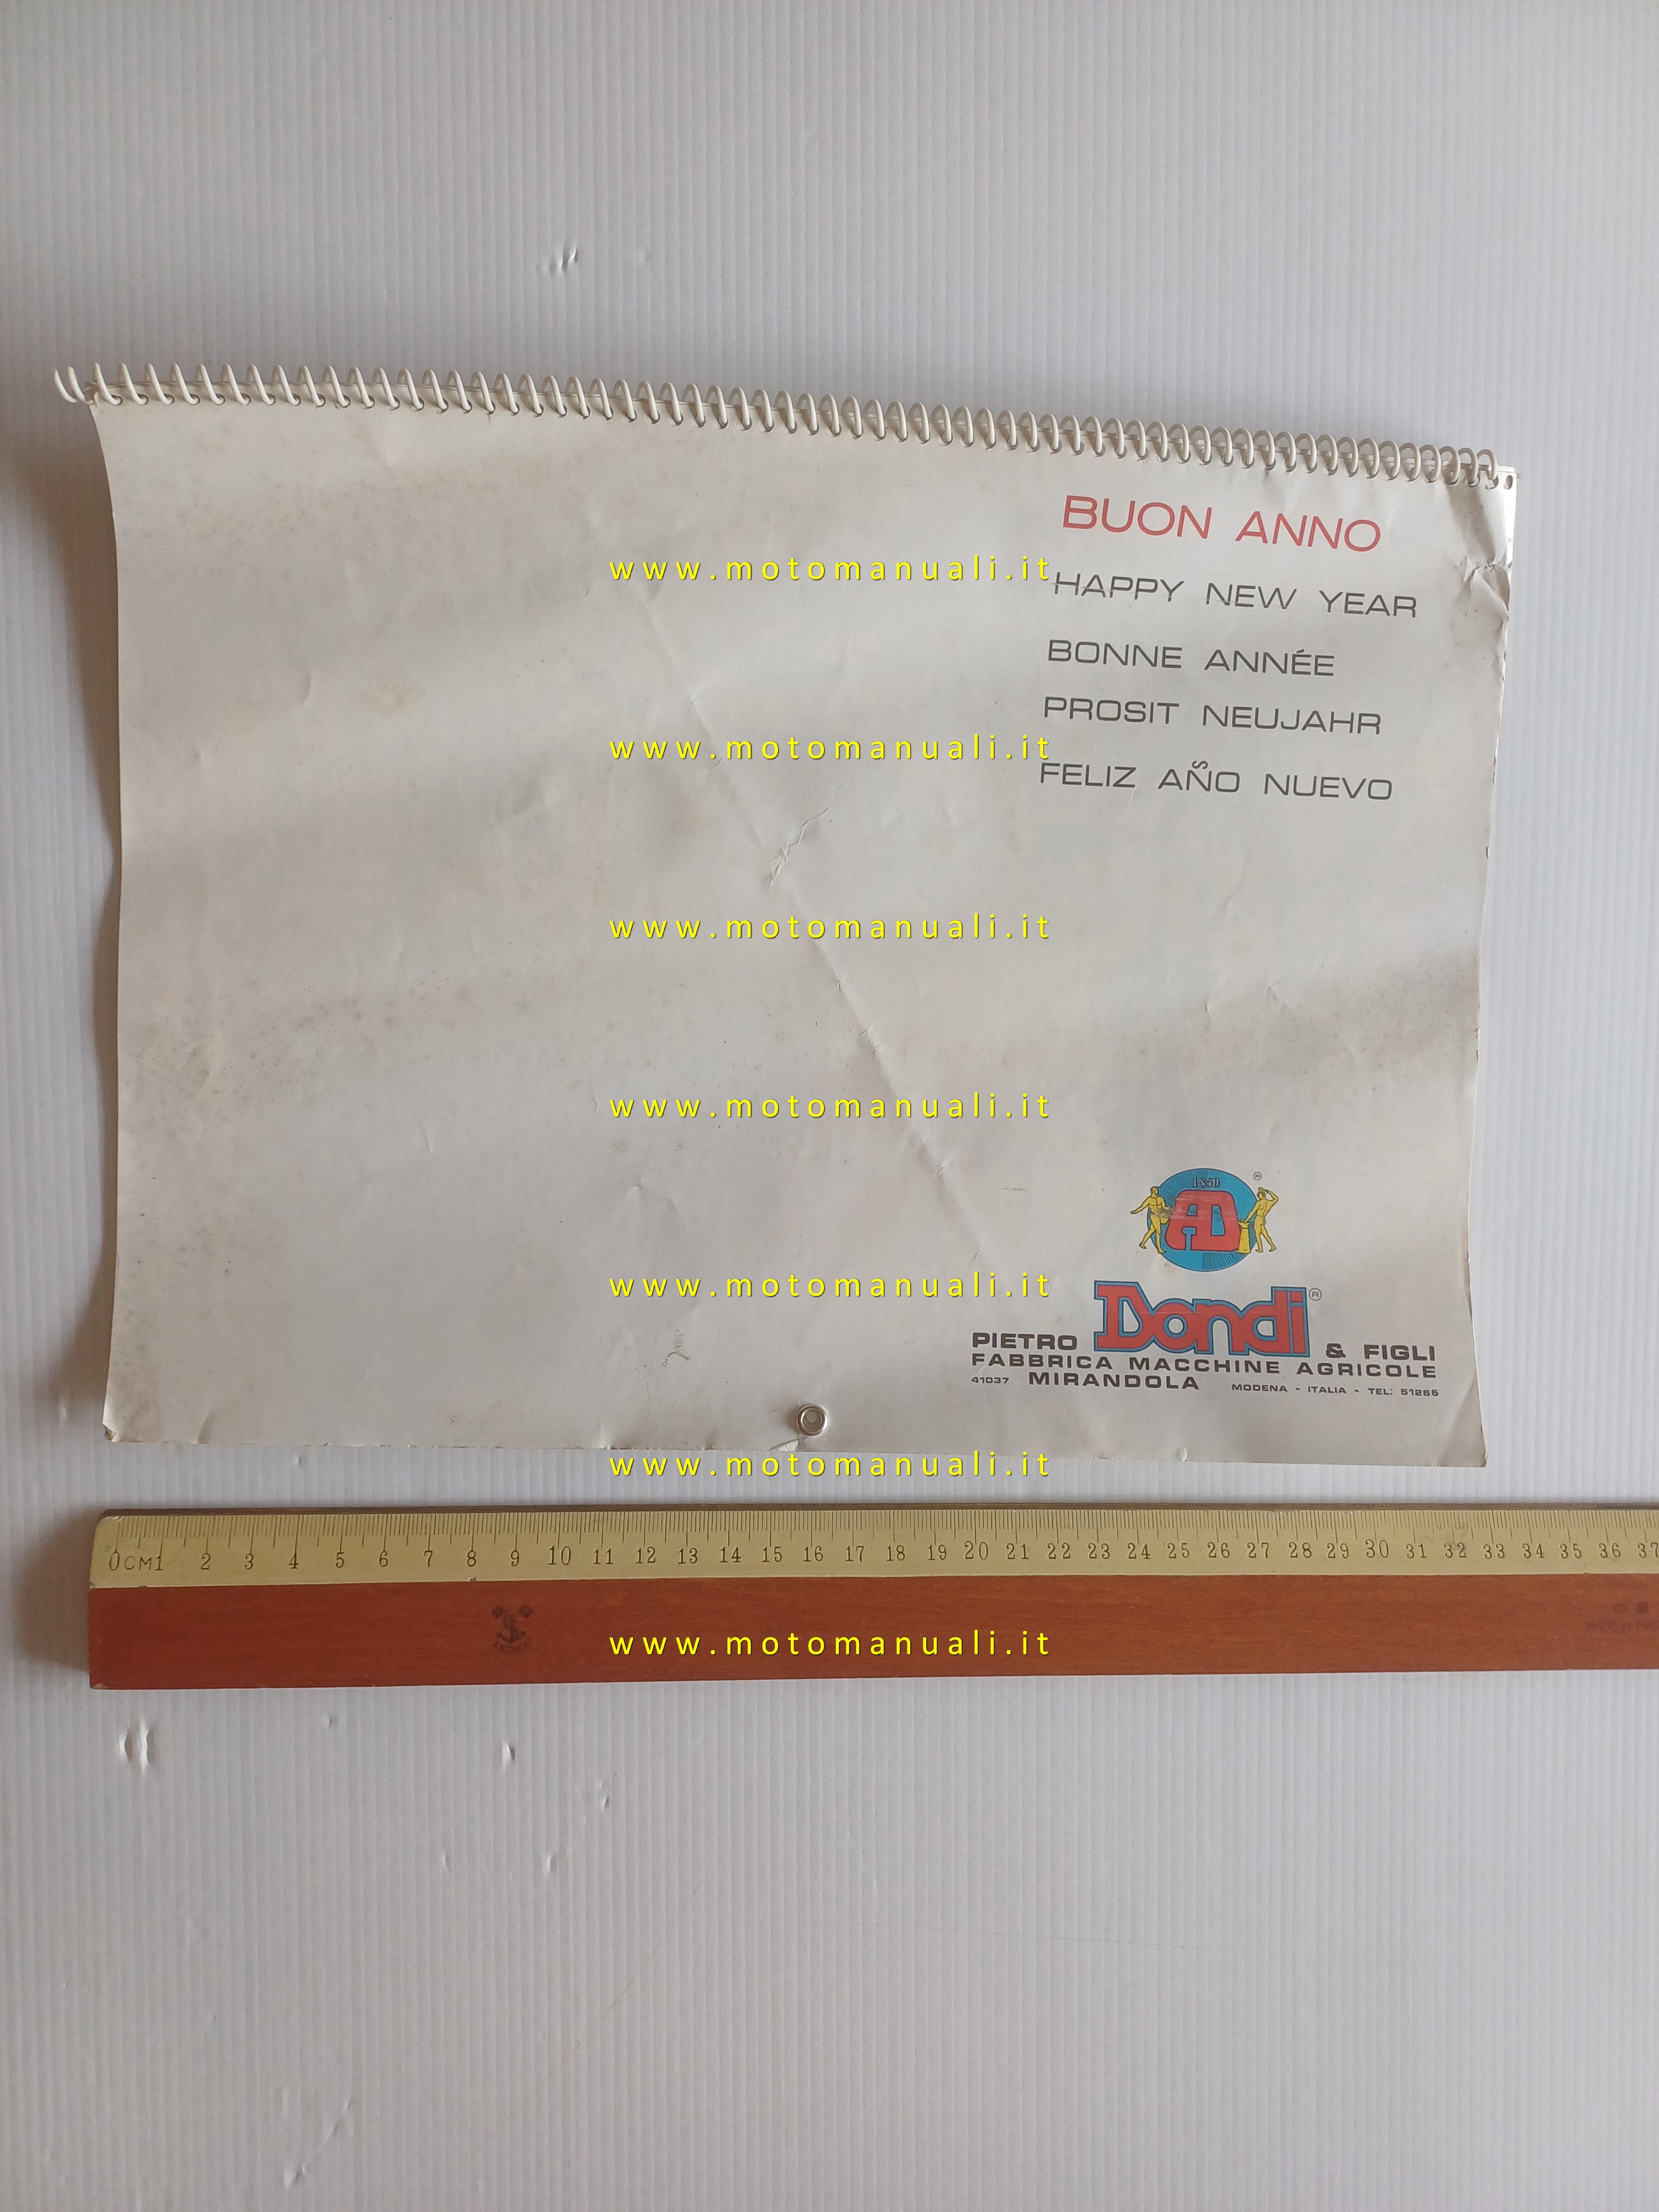 BUON ANNO
www.motomanuali.it
HAPPY NEW YEAR
BONNE ANNÉE
PROSIT NEUJAHR
www.motomanuali.it
FELIZ AÑO NUEVO
www.motomanuali.it
www.motomanuali.it
1850
AD
www.motomanuali.it
PIETRO Dondi ® & FIGLI
FABBRICA MACCHINE AGRICOLE
41037 MIRANDOLA MODENA - ITALIA - TEL: 51266
www.motomanuali.it
0CM1 2 3 4 5 6 7 8 9 10 11 12 13 14 15 16 17 18 19 20 21 22 23 24 25 26 27 28 29 30 31 32 33 34 35 36 37
www.motomanuali.it